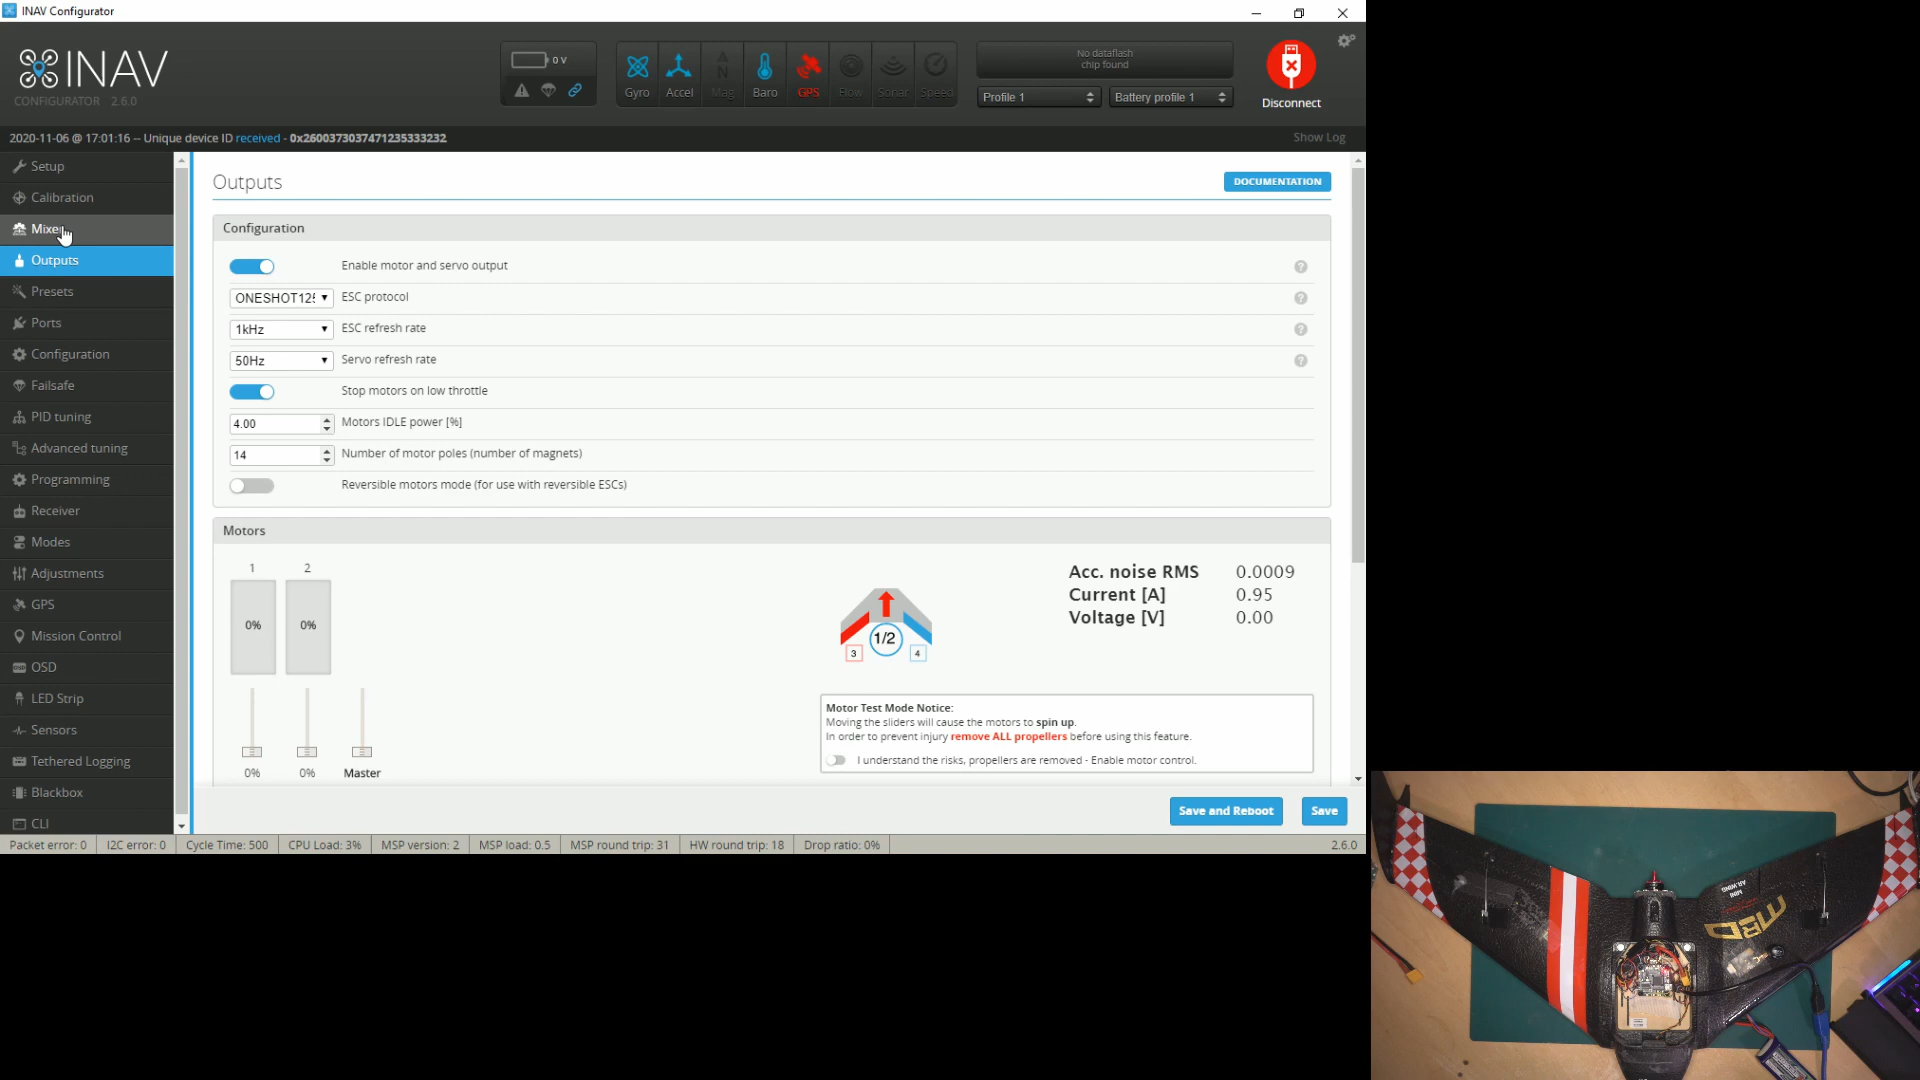 INAV Configurator
INAV
CONFIGURATOR 2.6.0
0 V
Gyro
Accel
Mag
Baro
GPS
Flow
Sonar
Speed
No dataflash
chip found
Profile 1
Battery profile 1
Disconnect
2020-11-06 @ 17:01:16 -- Unique device ID received - 0x2600373037471235333232
Show Log
Setup
Calibration
Mixer
Outputs
Presets
Ports
Configuration
Failsafe
PID tuning
Advanced tuning
Programming
Receiver
Modes
Adjustments
GPS
Mission Control
OSD
LED Strip
Sensors
Tethered Logging
Blackbox
CLI
Outputs
DOCUMENTATION
Configuration
Enable motor and servo output
ONESHOT125 ESC protocol
1kHz ESC refresh rate
50Hz Servo refresh rate
Stop motors on low throttle
4.00 Motors IDLE power [%]
14 Number of motor poles (number of magnets)
Reversible motors mode (for use with reversible ESCs)
Motors
1 2
0% 0%
0% 0% Master
1/2
3 4
Acc. noise RMS 0.0009
Current [A] 0.95
Voltage [V] 0.00
Motor Test Mode Notice:
Moving the sliders will cause the motors to spin up.
In order to prevent injury remove ALL propellers before using this feature.
I understand the risks, propellers are removed - Enable motor control.
Save and Reboot
Save
Packet error: 0 I2C error: 0 Cycle Time: 500 CPU Load: 3% MSP version: 2 MSP load: 0.5 MSP round trip: 31 HW round trip: 18 Drop ratio: 0% 2.6.0
MINI
AR WING